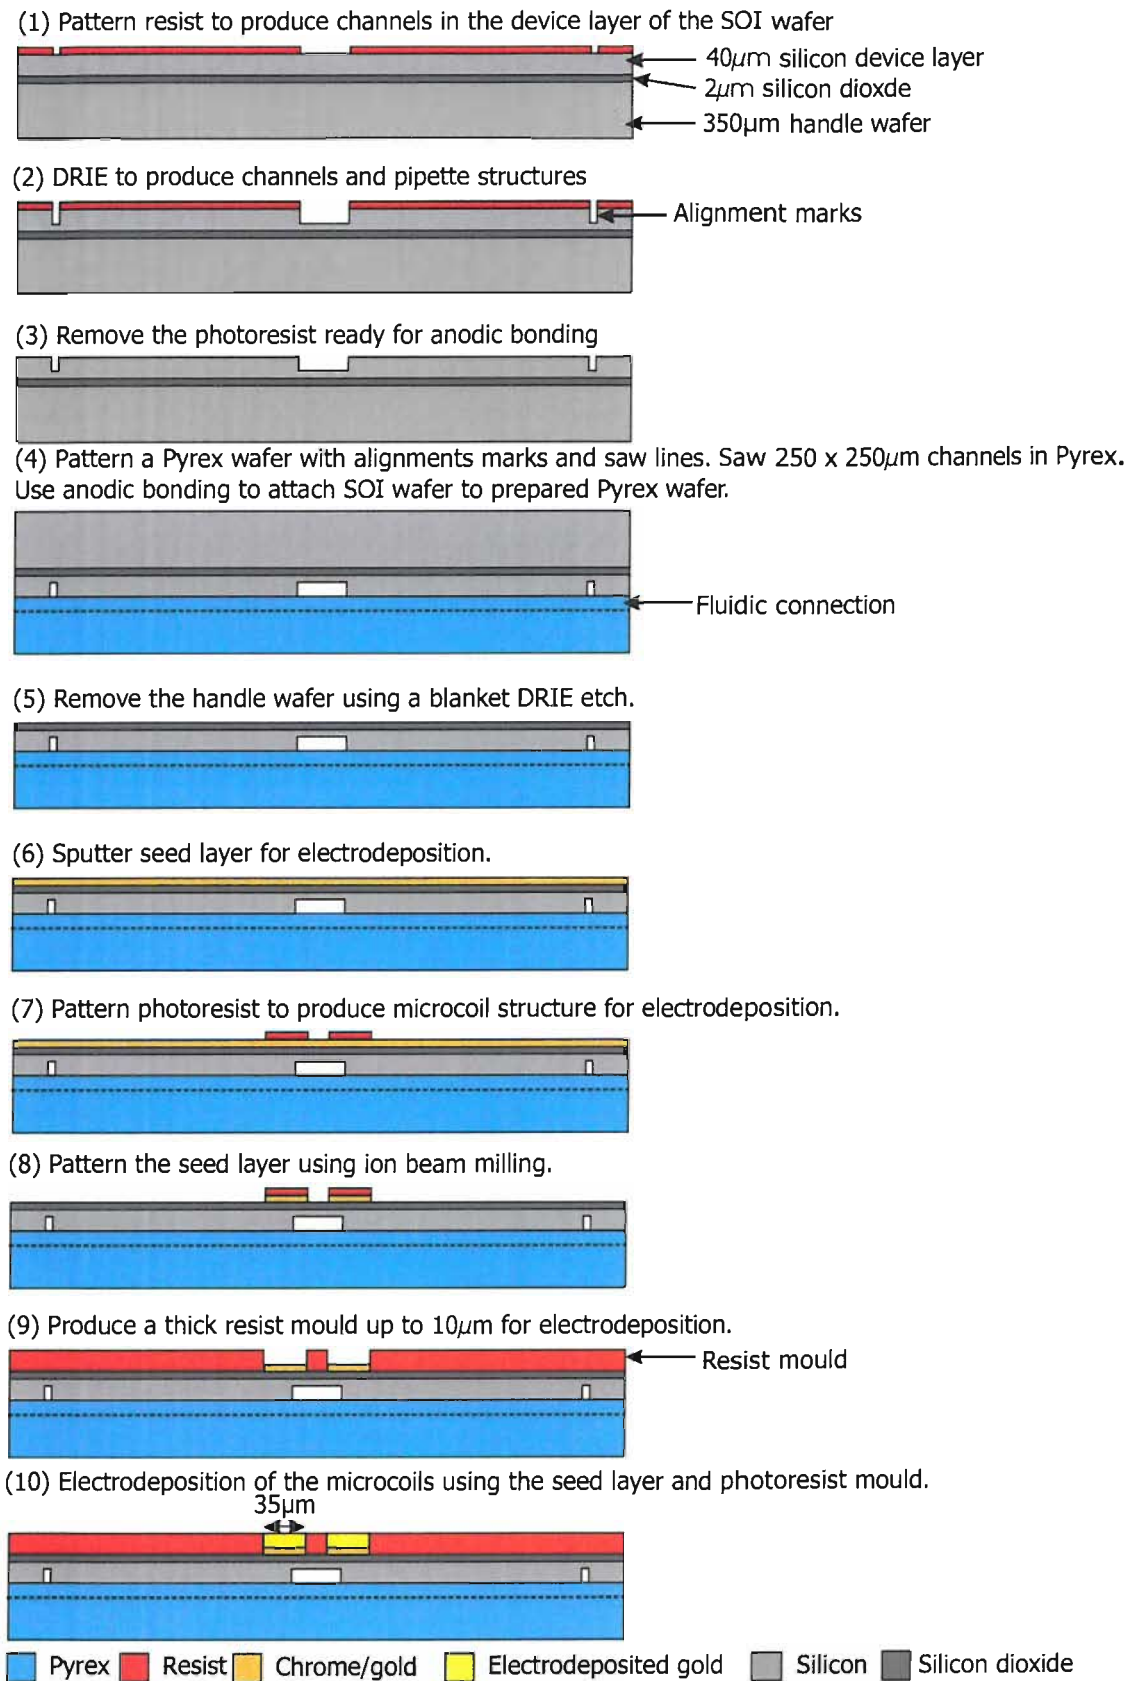 (1) Pattern resist to produce channels in the device layer of the SOI wafer
40μm silicon device layer
2μm silicon dioxde
350μm handle wafer
(2) DRIE to produce channels and pipette structures
Alignment marks
(3) Remove the photoresist ready for anodic bonding
(4) Pattern a Pyrex wafer with alignments marks and saw lines. Saw 250 x 250μm channels in Pyrex.
Use anodic bonding to attach SOI wafer to prepared Pyrex wafer.
Fluidic connection
(5) Remove the handle wafer using a blanket DRIE etch.
(6) Sputter seed layer for electrodeposition.
(7) Pattern photoresist to produce microcoil structure for electrodeposition.
(8) Pattern the seed layer using ion beam milling.
(9) Produce a thick resist mould up to 10μm for electrodeposition.
Resist mould
(10) Electrodeposition of the microcoils using the seed layer and photoresist mould.
35μm
Pyrex Resist Chrome/gold Electrodeposited gold Silicon Silicon dioxide